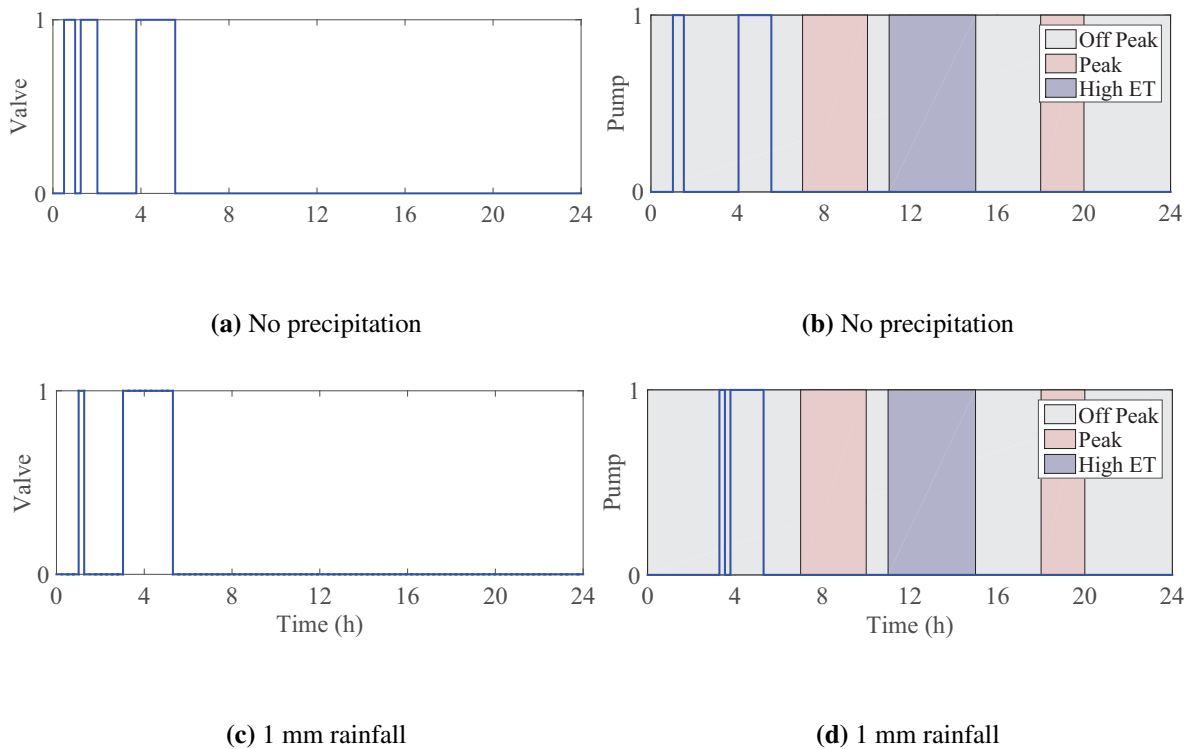 1
Valve
0
0 4 8 12 16 20 24
(a) No precipitation
1
Pump
0
0 4 8 12 16 20 24
Off Peak
Peak
High ET
(b) No precipitation
1
Valve
0
0 4 8 12 16 20 24
Time (h)
(c) 1 mm rainfall
1
Pump
0
0 4 8 12 16 20 24
Time (h)
Off Peak
Peak
High ET
(d) 1 mm rainfall